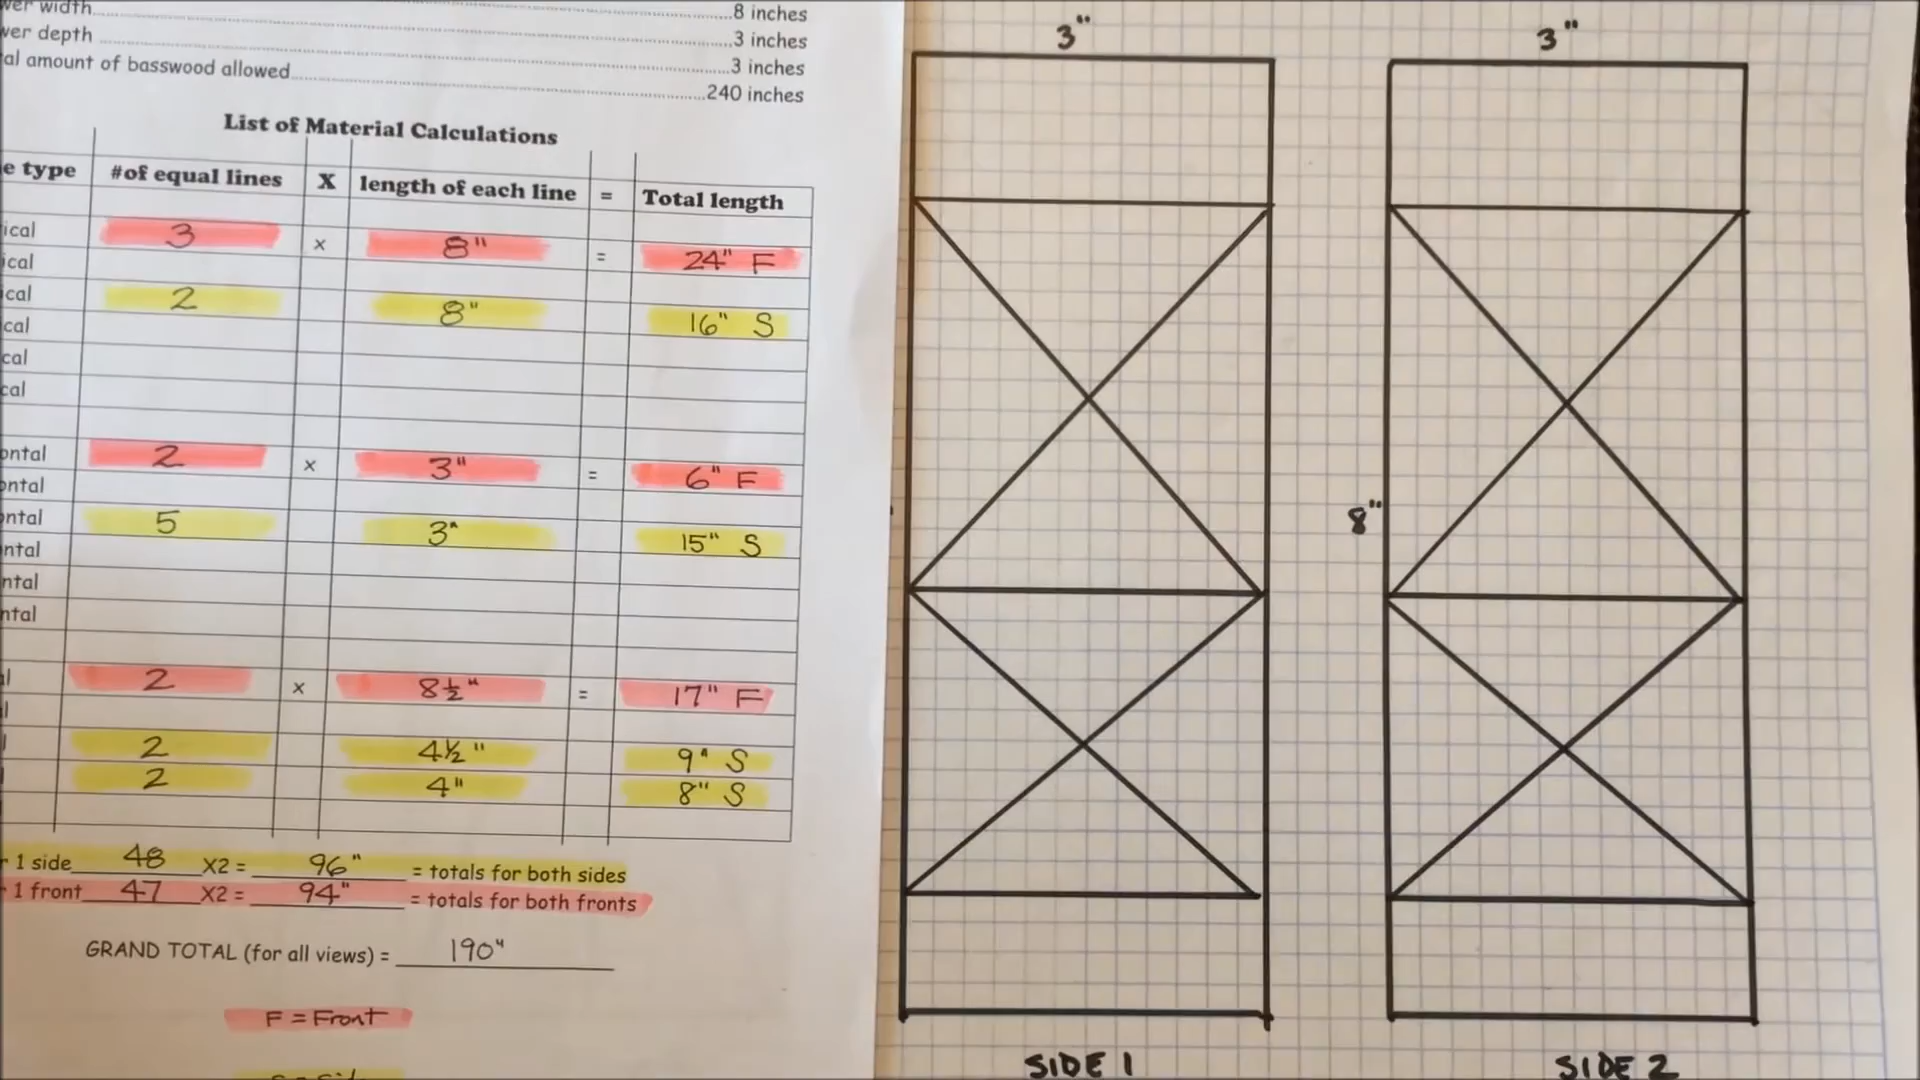 wer width 8 inches
wer depth 3 inches
al amount of basswood allowed 3 inches
240 inches
List of Material Calculations
e type #of equal lines X length of each line = Total length
ical 3 x 8" = 24" F
ical
ical 2 8" 16" S
ical
cal
cal
ontal 2 x 3" = 6" F
ontal
ontal 5 3" 15" S
ontal
ntal
ntal
al 2 x 8½" = 17" F
l
l 2 4½" 9" S
2 4" 8" S
1 side 48 X2 = 96" = totals for both sides
1 front 47 X2 = 94" = totals for both fronts
GRAND TOTAL (for all views) = 190"
F = Front
3"
SIDE 1
3"
8"
SIDE 2